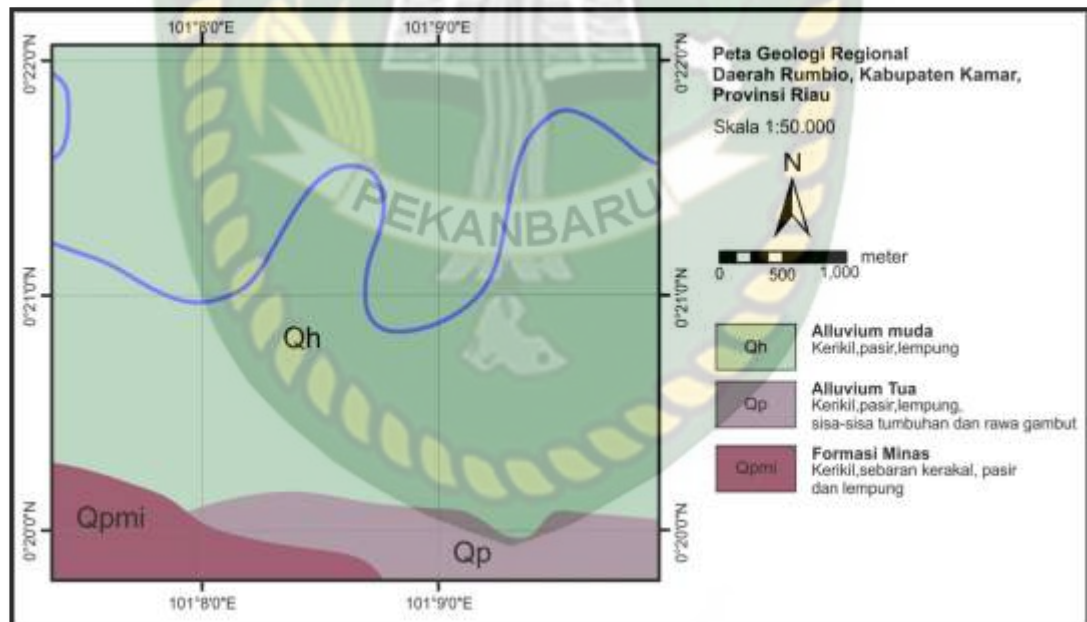 101°8'0"E 101°9'0"E
0°22'0"N
0°22'0"N
Peta Geologi Regional
Daerah Rumbio, Kabupaten Kamar,
Provinsi Riau
Skala 1:50.000
N
PEKANBARU
meter
0 500 1,000
0°21'0"N
0°21'0"N
Qh
Qh
Alluvium muda
Kerikil,pasir,lempung
Qp
Alluvium Tua
Kerikil,pasir,lempung,
sisa-sisa tumbuhan dan rawa gambut
Qpmi
Formasi Minas
Kerikil,sebaran kerakal, pasir
dan lempung
Qpmi
0°20'0"N
0°20'0"N
Qp
101°8'0"E 101°9'0"E